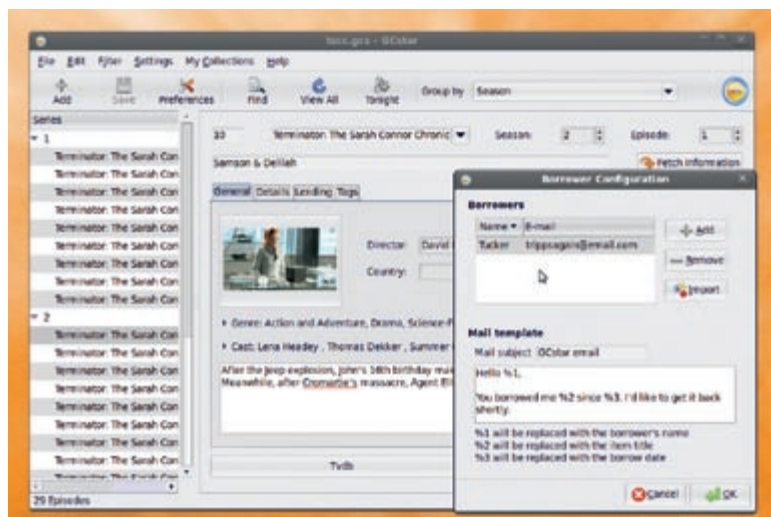 tscc.gcs - GCstar
File Edit Filter Settings My Collections Help
Add Save Preferences Find View All Tonight Group by Season
Series
1
Terminator: The Sarah Con
Terminator: The Sarah Con
Terminator: The Sarah Con
Terminator: The Sarah Con
Terminator: The Sarah Con
Terminator: The Sarah Con
Terminator: The Sarah Con
Terminator: The Sarah Con
Terminator: The Sarah Con
2
Terminator: The Sarah Con
Terminator: The Sarah Con
Terminator: The Sarah Con
Terminator: The Sarah Con
Terminator: The Sarah Con
Terminator: The Sarah Con
Terminator: The Sarah Con
Terminator: The Sarah Con
Terminator: The Sarah Con
29 Episodes
10 Terminator: The Sarah Connor Chronic Season: 2 Episode: 1
Samson & Delilah Fetch information
General Details Lending Tags
Director: David
Country:
Genre: Action and Adventure, Drama, Science-F
Cast: Lena Headey , Thomas Dekker , Summer
After the jeep explosion, John's 16th birthday
Meanwhile, after Cromartie's massacre, Agent Ell
Tvdb
Borrower Configuration
Borrowers
Name E-mail
Tucker trippsagain@email.com
Add
Remove
Import
Mail template
Mail subject GCstar email
Hello %1,
You borrowed me %2 since %3. I'd like to get it back
shortly.
%1 will be replaced with the borrower's name
%2 will be replaced with the item title
%3 will be replaced with the borrow date
Cancel OK